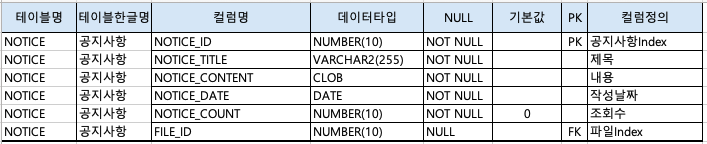 테이블명 테이블한글명 컬럼명 데이터타입 NULL 기본값 PK 컬럼정의
NOTICE 공지사항 NOTICE_ID NUMBER(10) NOT NULL PK 공지사항Index
NOTICE 공지사항 NOTICE_TITLE VARCHAR2(255) NOT NULL 제목
NOTICE 공지사항 NOTICE_CONTENT CLOB NOT NULL 내용
NOTICE 공지사항 NOTICE_DATE DATE NOT NULL 작성날짜
NOTICE 공지사항 NOTICE_COUNT NUMBER(10) NOT NULL 0 조회수
NOTICE 공지사항 FILE_ID NUMBER(10) NULL FK 파일Index